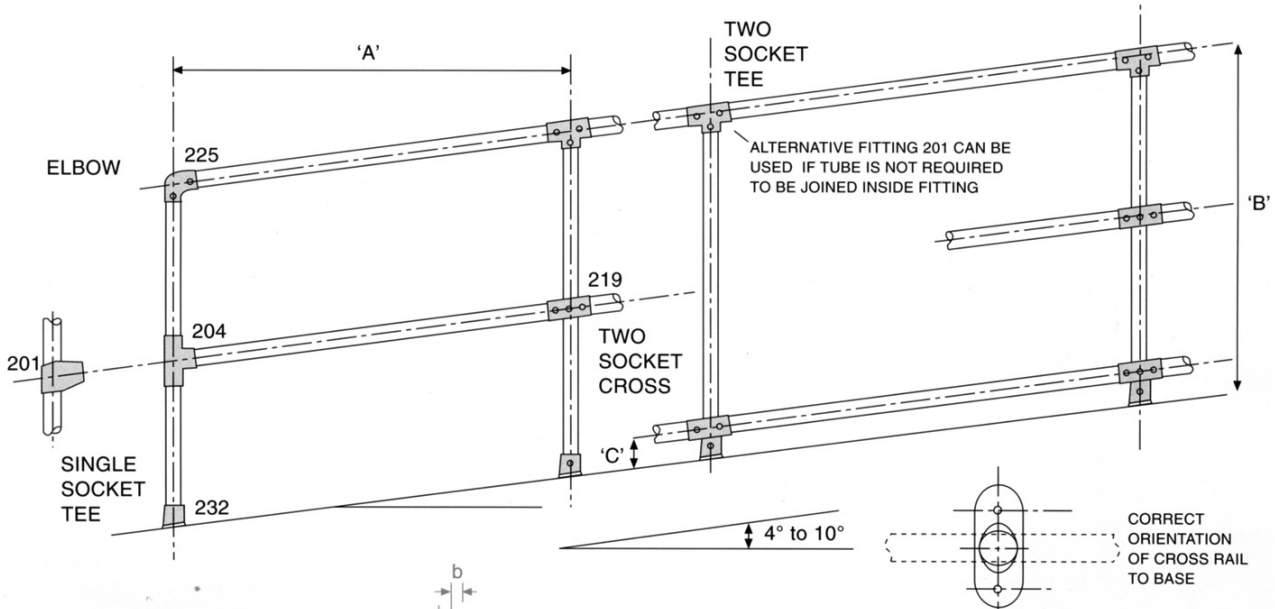 'A'
TWO
SOCKET
TEE
ELBOW
225
ALTERNATIVE FITTING 201 CAN BE
USED IF TUBE IS NOT REQUIRED
TO BE JOINED INSIDE FITTING
'B'
219
204
201
TWO
SOCKET
CROSS
'C'
SINGLE
SOCKET
TEE
232
4° to 10°
CORRECT
ORIENTATION
OF CROSS RAIL
TO BASE
b